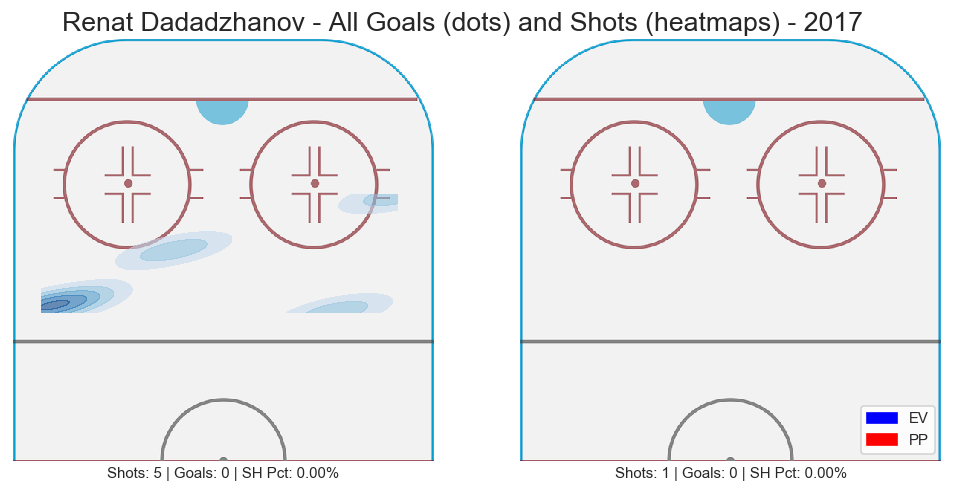 Renat Dadadzhanov - All Goals (dots) and Shots (heatmaps) - 2017
EV
PP
Shots: 5 | Goals: 0 | SH Pct: 0.00%
Shots: 1 | Goals: 0 | SH Pct: 0.00%